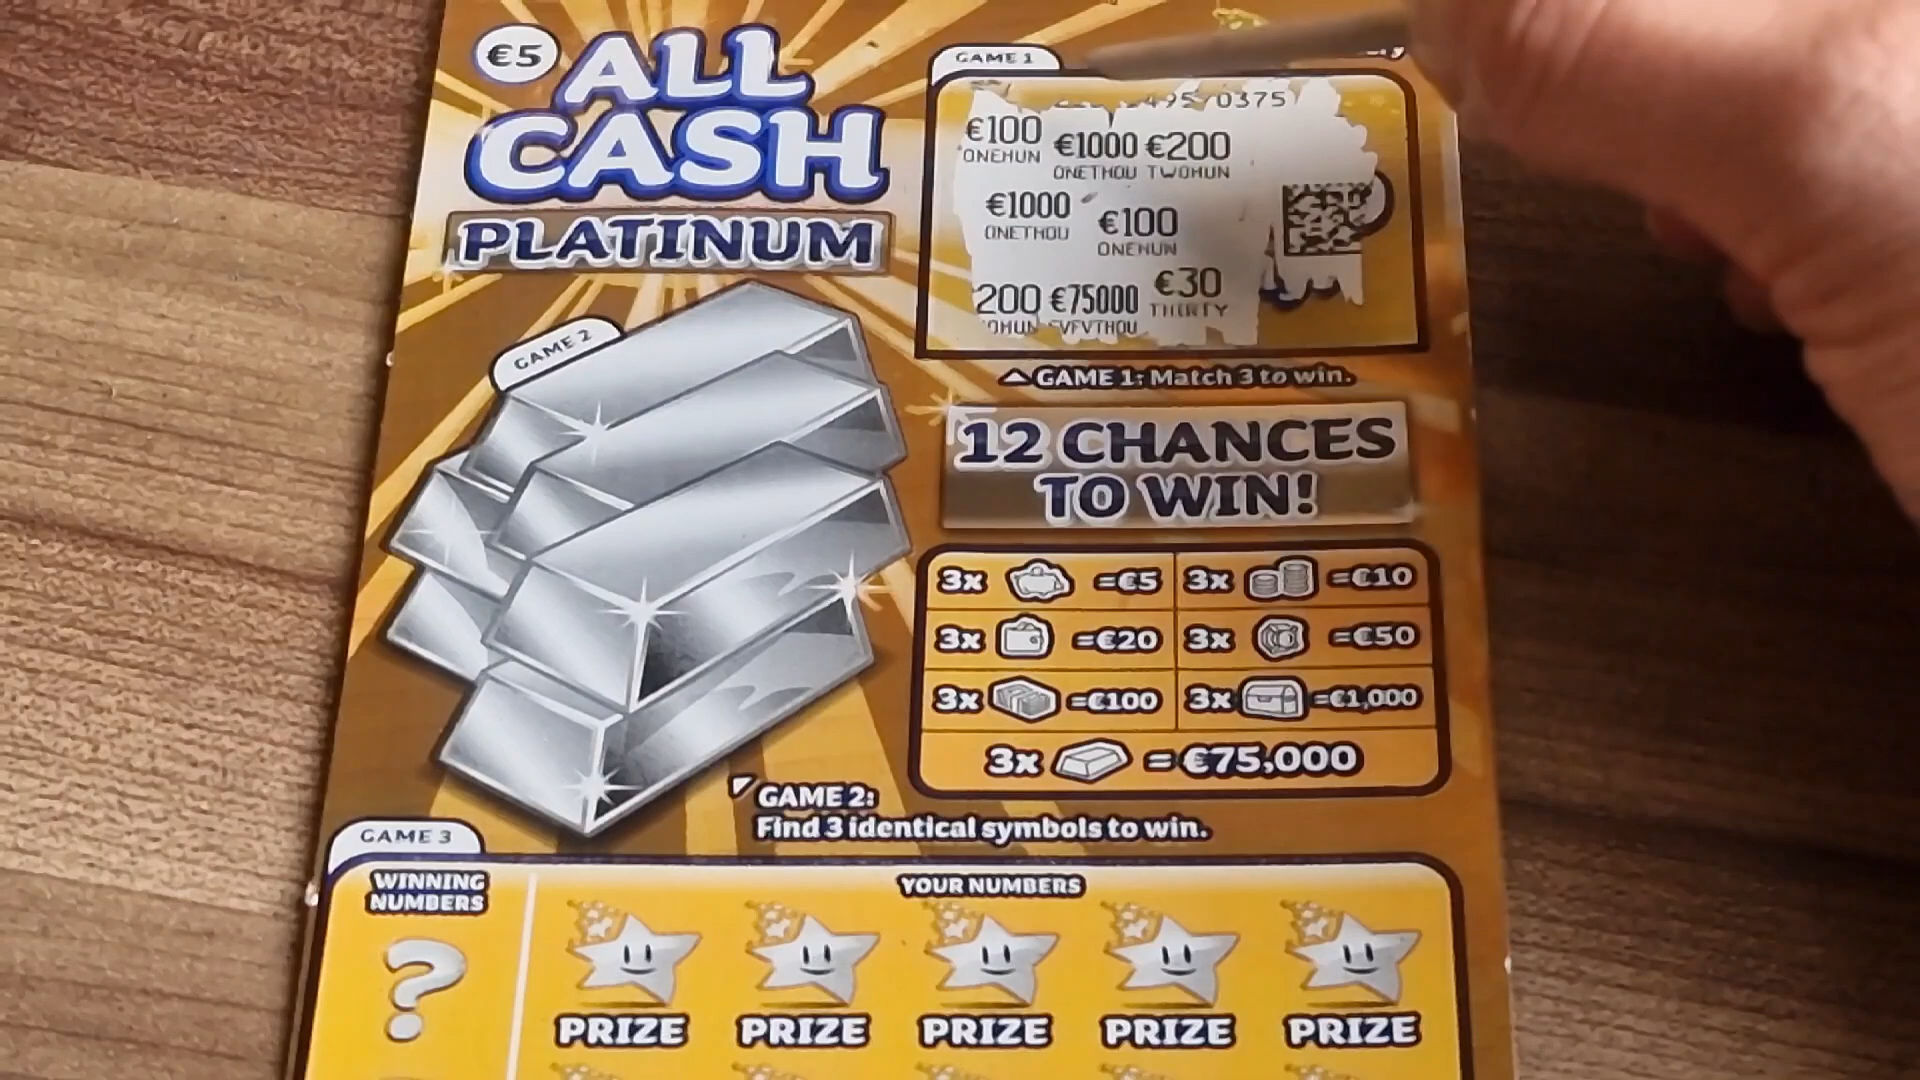 €5
ALL
CASH
PLATINUM
GAME 1
0375
€100 €1000 €200
ONEHUN ONETHOU TWOHUN
€1000 €100
ONETHOU ONEHUN
200 €75000 €30
THIRTY
GAME 1: Match 3 to win.
12 CHANCES
TO WIN!
GAME 2
3x =€5 3x =€10
3x =€20 3x =€50
3x =€100 3x =€1,000
3x = €75,000
GAME 2:
Find 3 identical symbols to win.
GAME 3
WINNING
NUMBERS
YOUR NUMBERS
?
PRIZE PRIZE PRIZE PRIZE PRIZE